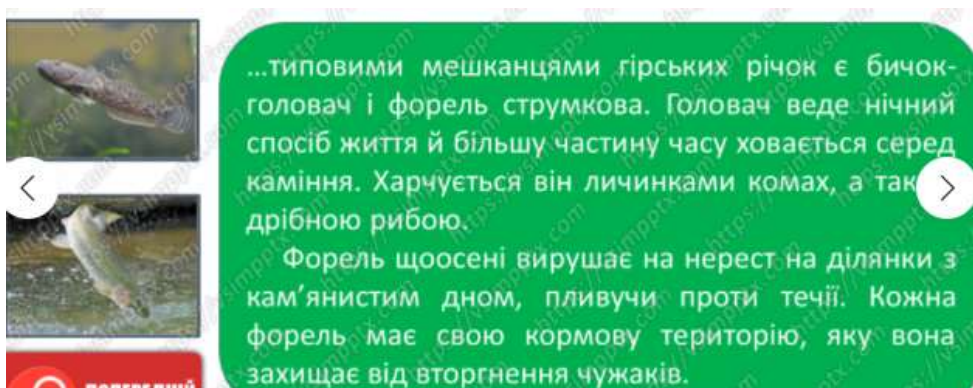 ...типовими мешканцями гірських річок є бичок-
головач і форель струмкова. Головач веде нічний
спосіб життя й більшу частину часу ховається серед
каміння. Харчується він личинками комах, а
дрібною рибою.
Форель щоосені вирушає на нерест на ділянки з
кам'янистим дном, пливучи проти течії. Кожна
форель має свою кормову територію, яку вона
захищає від вторгнення чужаків.